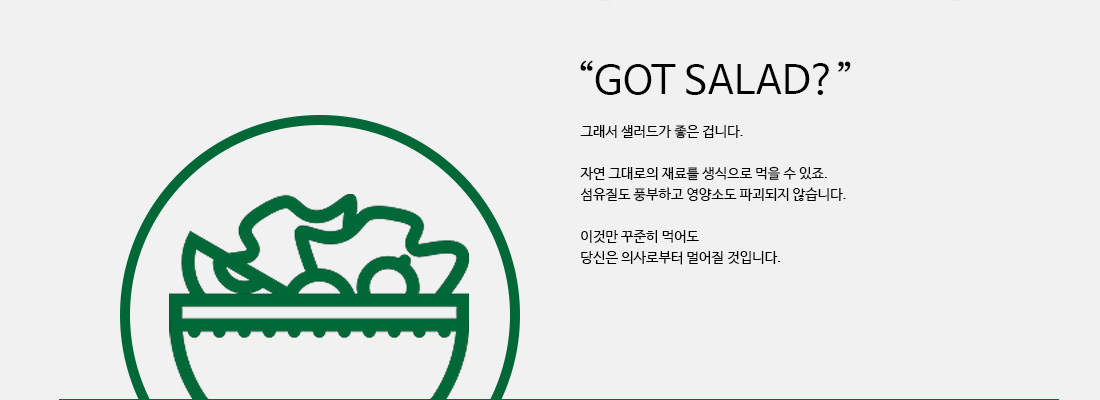 “GOT SALAD?”
그래서 샐러드가 좋은 겁니다.
자연 그대로의 재료를 생식으로 먹을 수 있죠.
섬유질도 풍부하고 영양소도 파괴되지 않습니다.
이것만 꾸준히 먹어도
당신은 의사로부터 멀어질 것입니다.